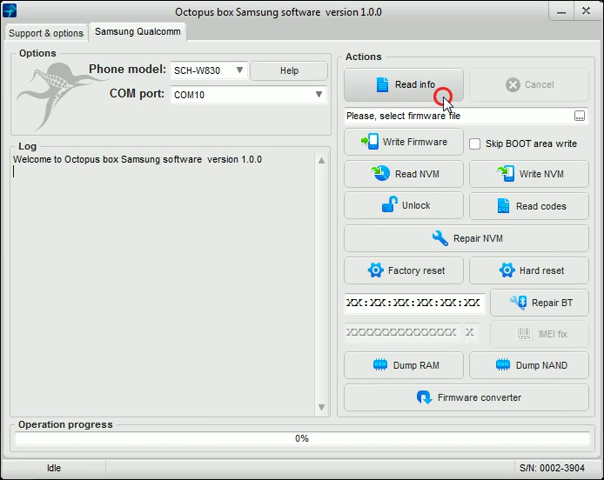 Octopus box Samsung software version 1.0.0
Support & options
Samsung Qualcomm
Options
Phone model:
SCH-W830
Help
COM port:
COM10
Log
Welcome to Octopus box Samsung software version 1.0.0
Actions
Read info
Cancel
Please, select firmware file
...
Write Firmware
Skip BOOT area write
Read NVM
Write NVM
Unlock
Read codes
Repair NVM
Factory reset
Hard reset
XX:XX:XX:XX:XX:XX
Repair BT
XXXXXXXXXXXXXX X
IMEI fix
Dump RAM
Dump NAND
Firmware converter
Operation progress
0%
Idle
S/N: 0002-3904